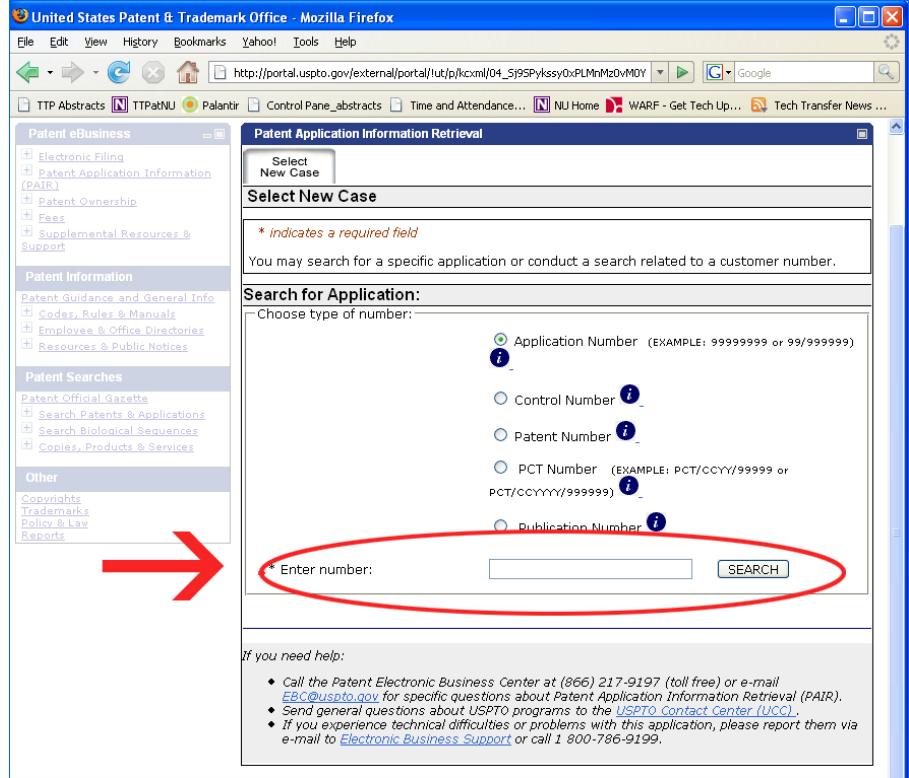 United States Patent & Trademark Office - Mozilla Firefox
File Edit View History Bookmarks Yahoo! Tools Help
http://portal.uspto.gov/external/portal/!ut/p/kcxml/04_Sj9SPykssy0xPLMnMz0vM0Y
G Google
TTP Abstracts N TTPatNU Palantir Control Pane_abstracts Time and Attendance... N NU Home WARF - Get Tech Up... Tech Transfer News ...
Patent eBusiness
Electronic Filing
Patent Application Information
(PAIR)
Patent Ownership
Fees
Supplemental Resources &
Support
Patent Information
Patent Guidance and General Info
Codes, Rules & Manuals
Employee & Office Directories
Resources & Public Notices
Patent Searches
Patent Official Gazette
Search Patents & Applications
Search Biological Sequences
Copies, Products & Services
Other
Copyrights
Trademarks
Policy & Law
Reports
Patent Application Information Retrieval
Select
New Case
Select New Case
* indicates a required field
You may search for a specific application or conduct a search related to a customer number.
Search for Application:
Choose type of number:
Application Number (EXAMPLE: 99999999 or 99/999999)
i
Control Number i
Patent Number i
PCT Number (EXAMPLE: PCT/CCYY/99999 or
PCT/CCYYYY/999999) i
Publication Number i
* Enter number: SEARCH
If you need help:
• Call the Patent Electronic Business Center at (866) 217-9197 (toll free) or e-mail
EBC@uspto.gov for specific questions about Patent Application Information Retrieval (PAIR).
• Send general questions about USPTO programs to the USPTO Contact Center (UCC) .
• If you experience technical difficulties or problems with this application, please report them via
e-mail to Electronic Business Support or call 1 800-786-9199.